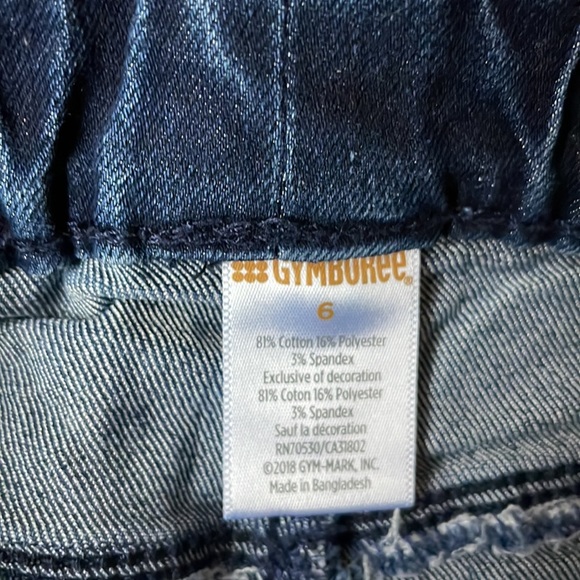 GYMBOREE
6
81% Cotton 16% Polyester
3% Spandex
Exclusive of decoration
81% Coton 16% Polyester
3% Spandex
Sauf la décoration
RN70530/CA31802
©2018 GYM-MARK, INC.
Made in Bangladesh